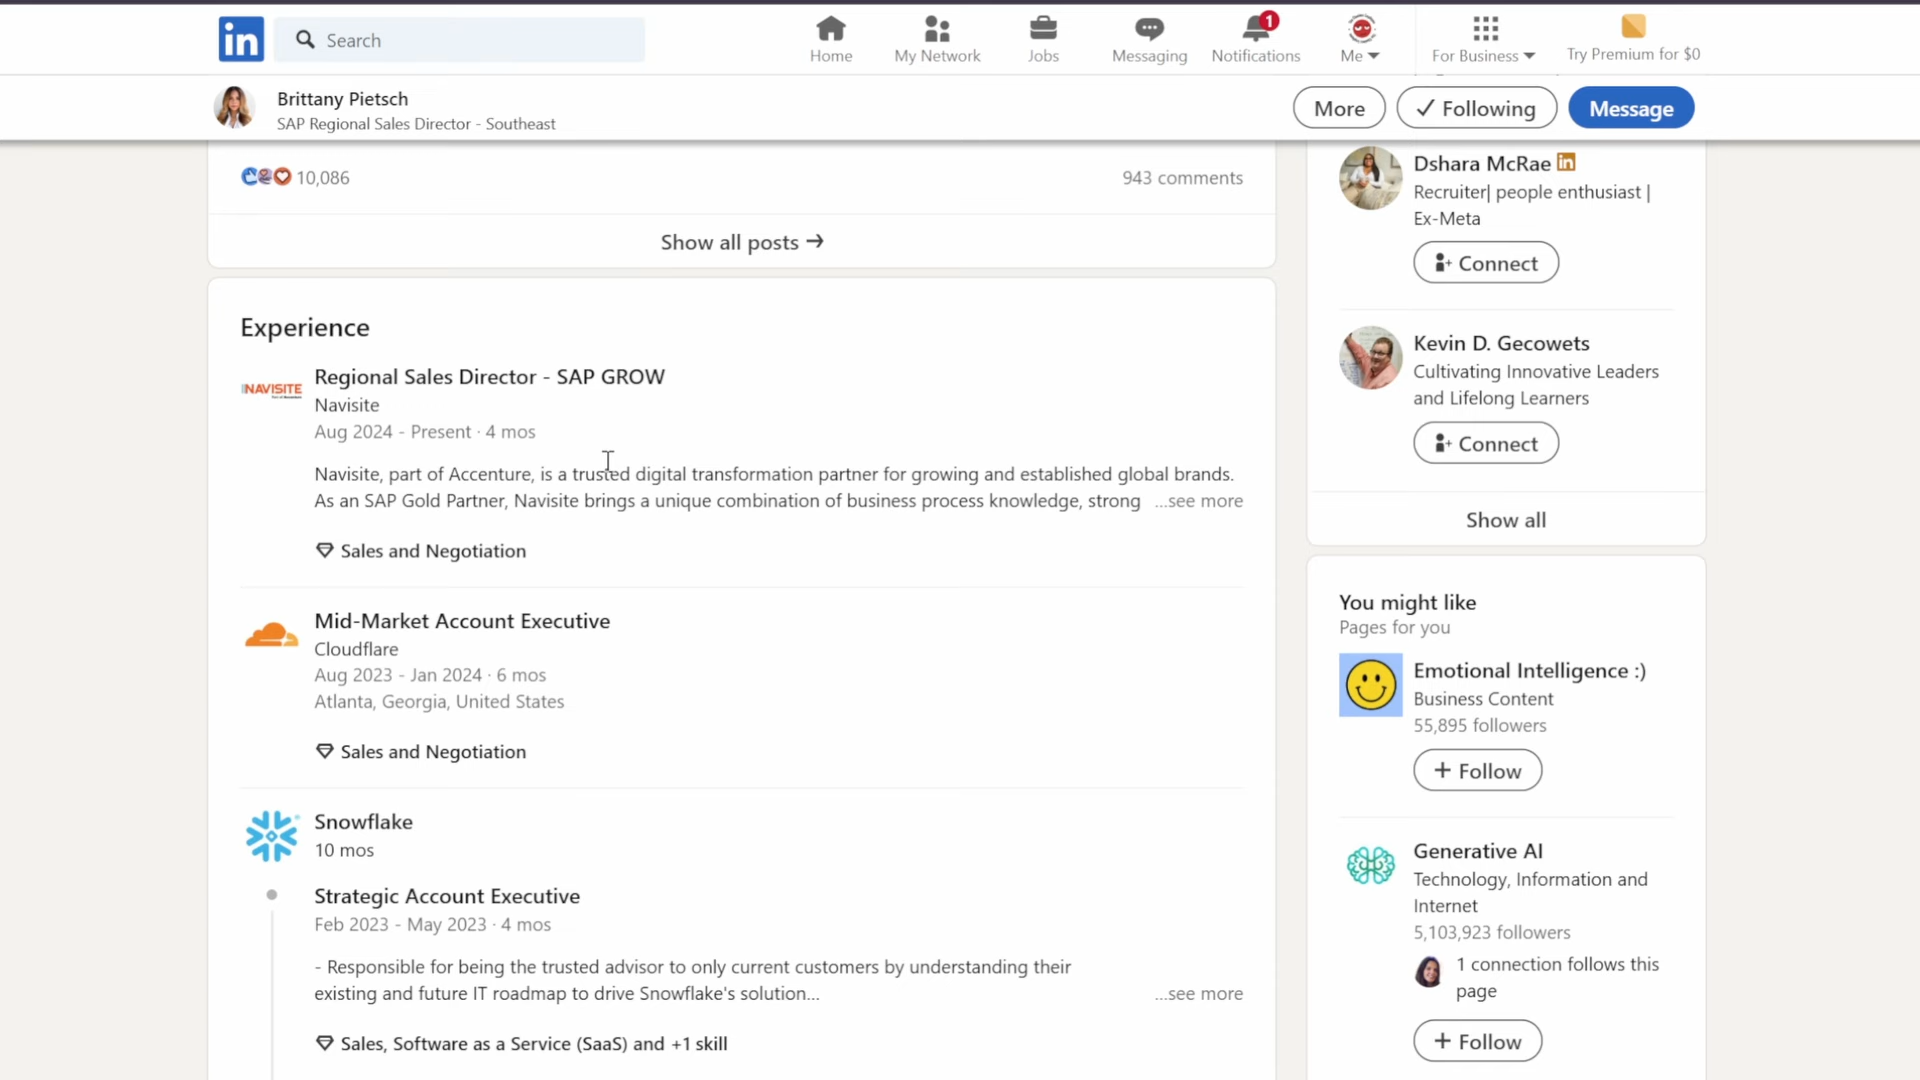 in
Search
Home
My Network
Jobs
Messaging
1
Notifications
Me
For Business
Try Premium for $0
Brittany Pietsch
SAP Regional Sales Director - Southeast
More
Following
Message
10,086
943 comments
Show all posts →
Experience
NAVISITE
Regional Sales Director - SAP GROW
Navisite
Aug 2024 - Present · 4 mos
Navisite, part of Accenture, is a trusted digital transformation partner for growing and established global brands.
As an SAP Gold Partner, Navisite brings a unique combination of business process knowledge, strong ...see more
Sales and Negotiation
Mid-Market Account Executive
Cloudflare
Aug 2023 - Jan 2024 · 6 mos
Atlanta, Georgia, United States
Sales and Negotiation
Snowflake
10 mos
Strategic Account Executive
Feb 2023 - May 2023 · 4 mos
- Responsible for being the trusted advisor to only current customers by understanding their
existing and future IT roadmap to drive Snowflake's solution... ...see more
Sales, Software as a Service (SaaS) and +1 skill
Dshara McRae in
Recruiter| people enthusiast |
Ex-Meta
Connect
Kevin D. Gecowets
Cultivating Innovative Leaders
and Lifelong Learners
Connect
Show all
You might like
Pages for you
Emotional Intelligence :)
Business Content
55,895 followers
+ Follow
Generative AI
Technology, Information and
Internet
5,103,923 followers
1 connection follows this
page
+ Follow